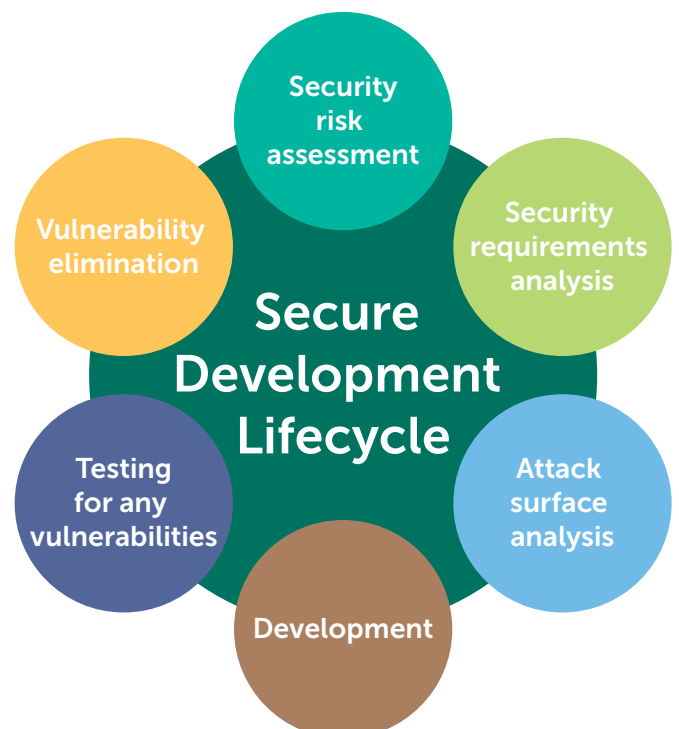 Security
risk
assessment
Security
requirements
analysis
Attack
surface
analysis
Development
Testing
for any
vulnerabilities
Vulnerability
elimination
Secure
Development
Lifecycle